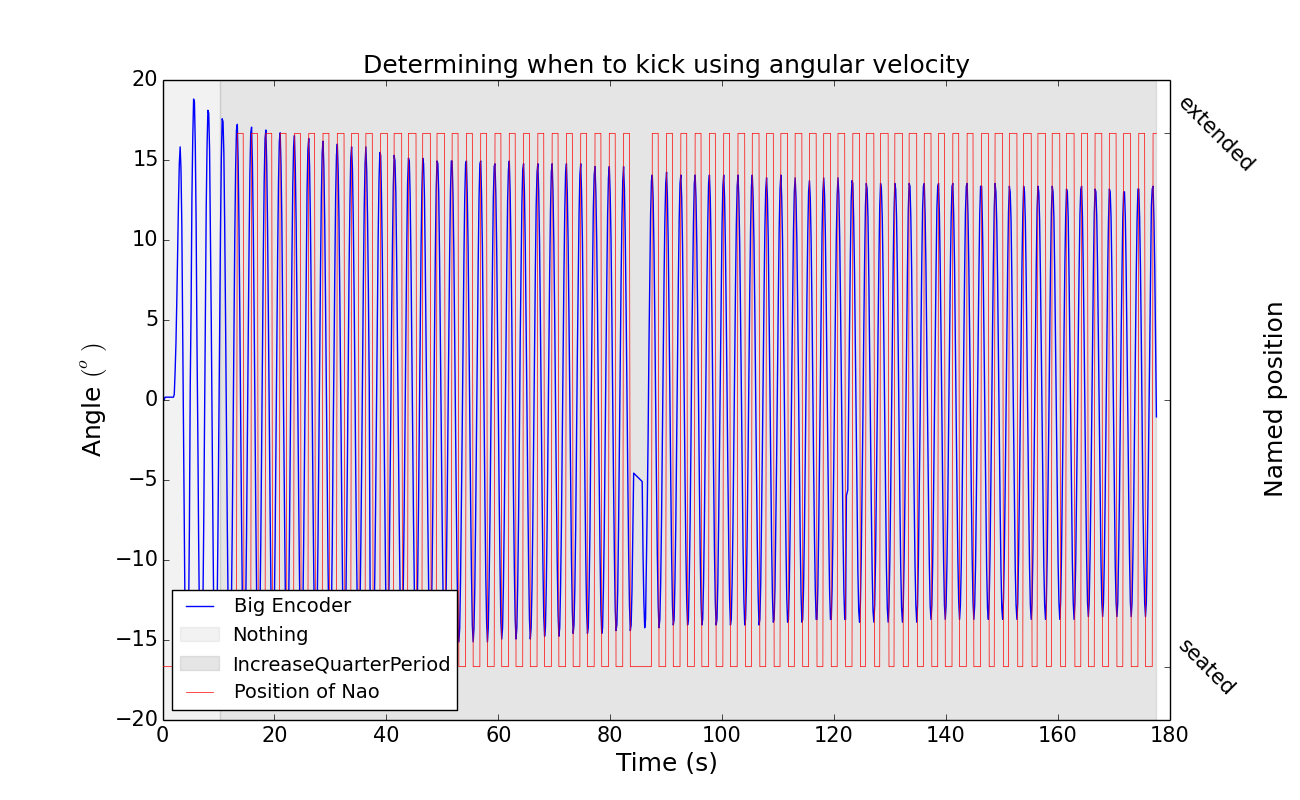 Determining when to kick using angular velocity
20
15
10
5
0
−5
−10
−15
−20
Angle (o)
0 20 40 60 80 100 120 140 160 180
Time (s)
extended
seated
Named position
Big Encoder
Nothing
IncreaseQuarterPeriod
Position of Nao